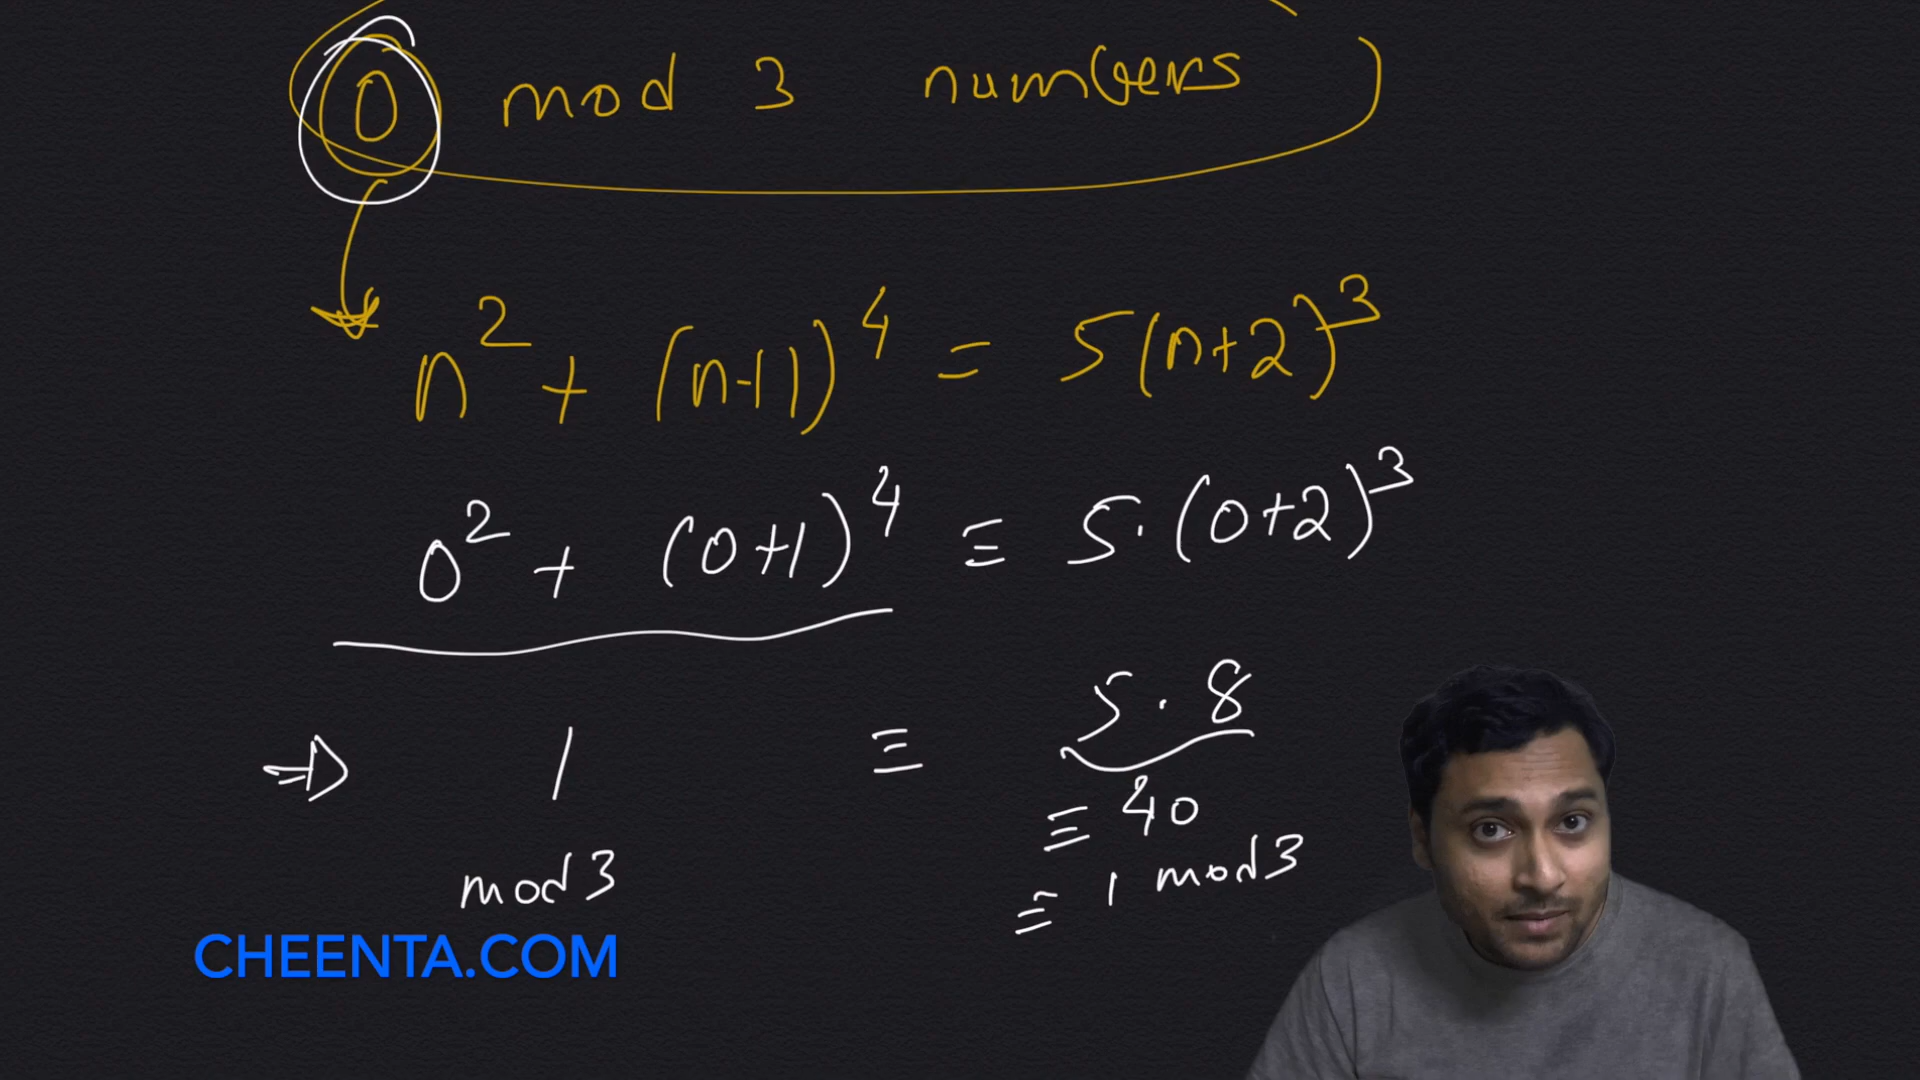 0 mod 3 numbers
n² + (n+1)⁴ = 5(n+2)³
0² + (0+1)⁴ ≡ 5·(0+2)³
⇒ 1 ≡ 5·8
≡ 40
mod 3 ≡ 1 mod 3
CHEENTA.COM